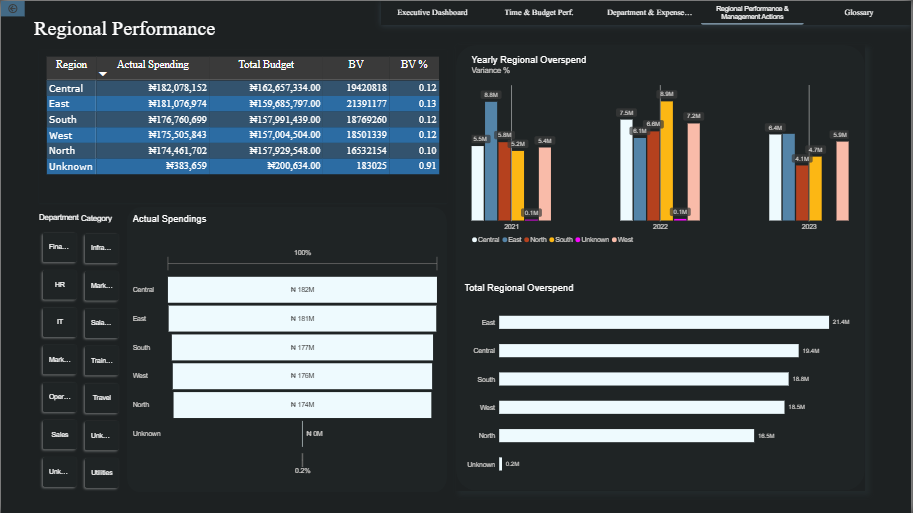 Executive Dashboard Time & Budget Perf. Department & Expense... Regional Performance & Management Actions Glossary
Regional Performance
Region Actual Spending Total Budget BV BV %
Central ₦182,078,152 ₦162,657,334.00 19420818 0.12
East ₦181,076,974 ₦159,685,797.00 21391177 0.13
South ₦176,760,699 ₦157,991,439.00 18769260 0.12
West ₦175,505,843 ₦157,004,504.00 18501339 0.12
North ₦174,461,702 ₦157,929,548.00 16532154 0.10
Unknown ₦383,659 ₦200,634.00 183025 0.91
Yearly Regional Overspend
Variance %
5.5M 8.8M 5.8M 5.2M 0.1M 5.4M
7.5M 6.1M 6.6M 8.9M 0.1M 7.2M
6.4M 4.1M 4.7M 5.9M
2021 2022 2023
Central East North South Unknown West
Department Category
Fina... Infra...
HR Mark...
IT Sala...
Mark... Train...
Oper... Travel
Sales Unk...
Unk... Utilities
Actual Spendings
100%
Central ₦ 182M
East ₦ 181M
South ₦ 177M
West ₦ 176M
North ₦ 174M
Unknown ₦ 0M
0.2%
Total Regional Overspend
East 21.4M
Central 19.4M
South 18.8M
West 18.5M
North 16.5M
Unknown 0.2M